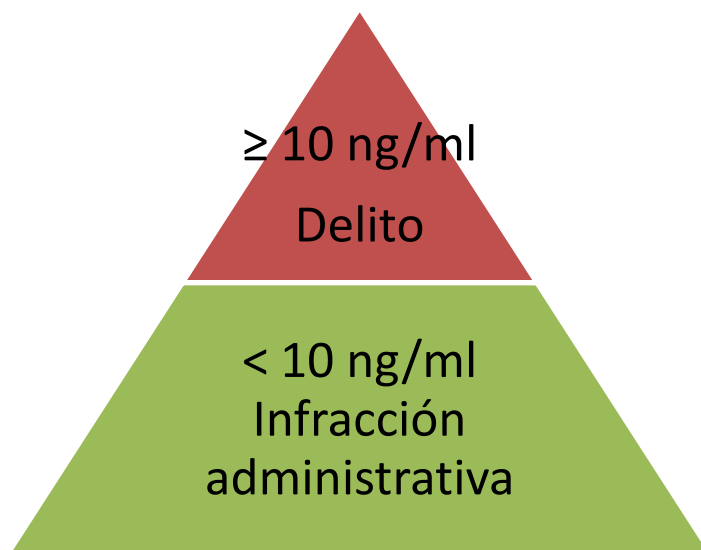 ≥ 10 ng/ml
Delito
< 10 ng/ml
Infracción
administrativa